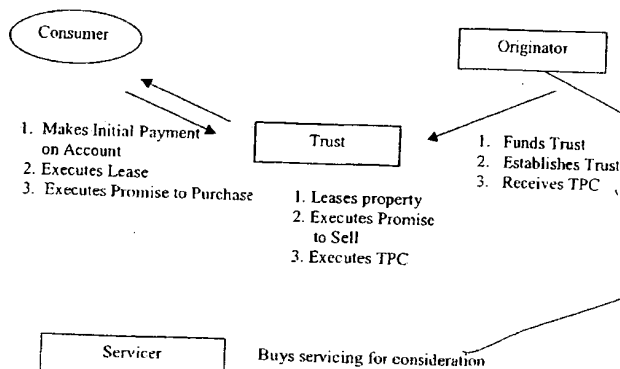 Consumer
Originator
1. Makes Initial Payment
on Account
2. Executes Lease
3. Executes Promise to Purchase
Trust
1. Leases property
2. Executes Promise
to Sell
3. Executes TPC
1. Funds Trust
2. Establishes Trust
3. Receives TPC
Servicer
Buys servicing for consideration